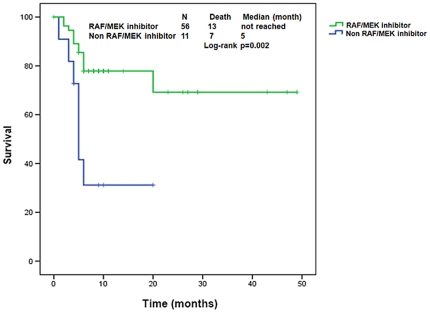 N Death Median (month)
RAF/MEK inhibitor 56 13 not reached
Non RAF/MEK inhibitor 11 7 5
Log-rank p=0.002
RAF/MEK inhibitor
Non RAF/MEK inhibitor
100
80
60
40
20
0
Survival
0 10 20 30 40 50
Time (months)